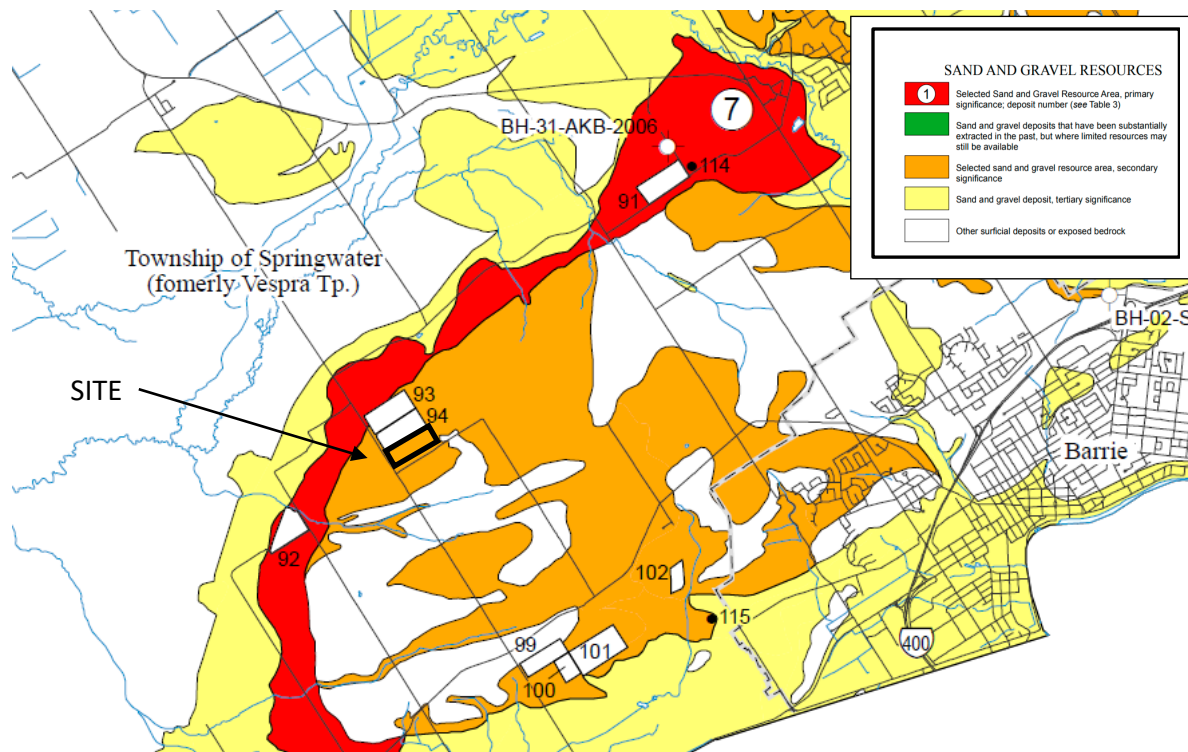 SAND AND GRAVEL RESOURCES
1
Selected Sand and Gravel Resource Area, primary
significance; deposit number (see Table 3)
Sand and gravel deposits that have been substantially
extracted in the past, but where limited resources may
still be available
Selected sand and gravel resource area, secondary
significance
Sand and gravel deposit, tertiary significance
Other surficial deposits or exposed bedrock
7
BH-31-AKB-2006
114
91
Township of Springwater
(fomerly Vespra Tp.)
BH-02-S
SITE
93
94
Barrie
92
102
115
99
101
100
400